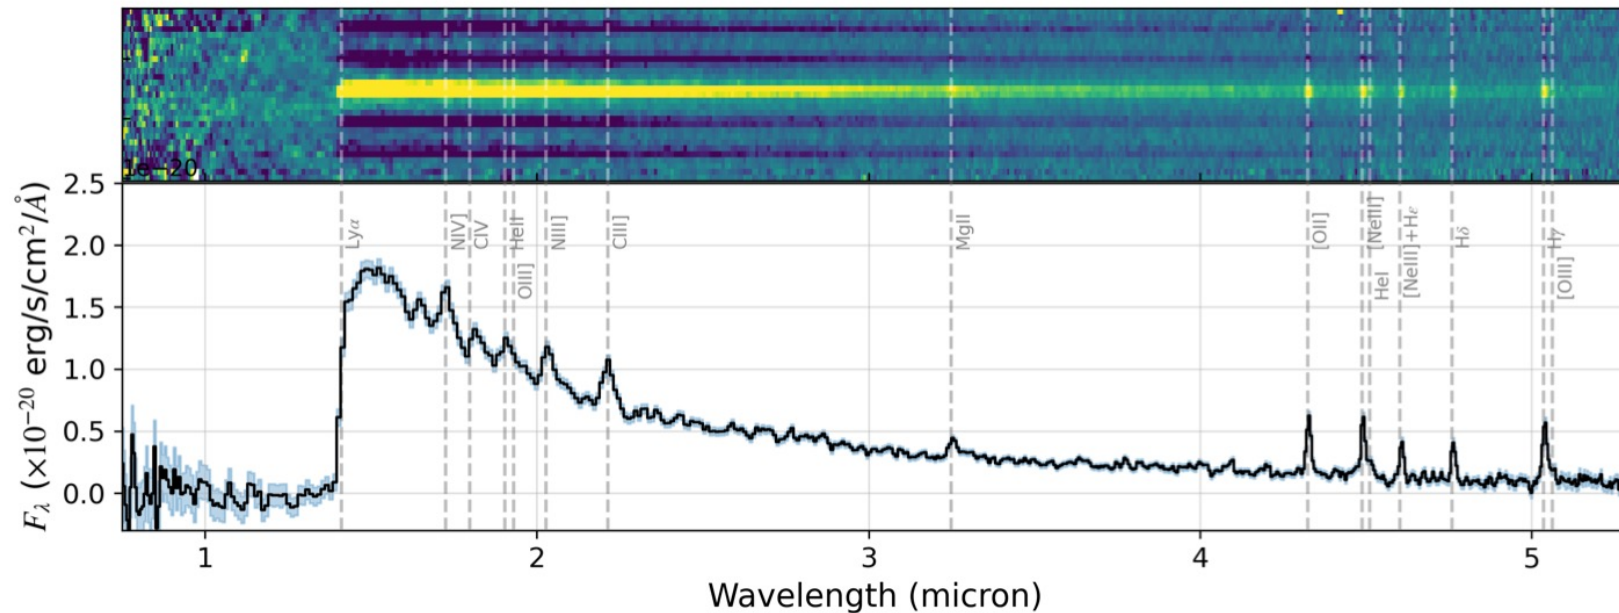 1e−20
2.5
2.0
1.5
1.0
0.5
0.0
Fλ (×10⁻²⁰ erg/s/cm²/Å)
Lyα
NIV]
CIV
HeII
OIII]
NIII]
CIII]
MgII
[OII]
[NeIII]
HeI
[NeIII]+Hε
Hδ
Hγ
[OIII]
1
2
3
4
5
Wavelength (micron)